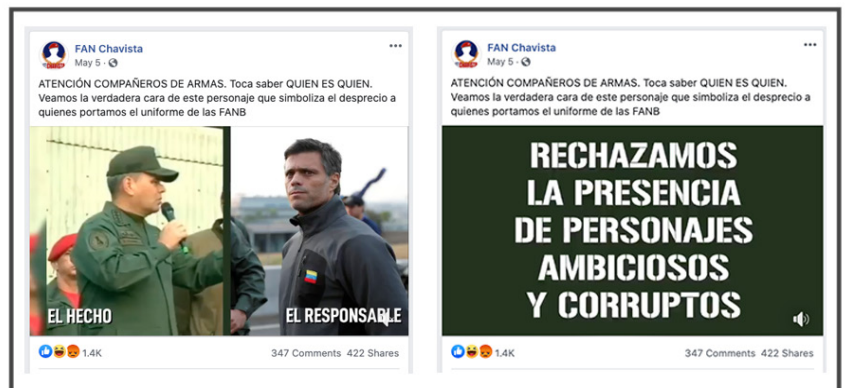 FAN Chavista
May 5
ATENCIÓN COMPAÑEROS DE ARMAS. Toca saber QUIEN ES QUIEN.
Veamos la verdadera cara de este personaje que simboliza el desprecio a
quienes portamos el uniforme de las FANB
EL HECHO
EL RESPONSABLE
1.4K
347 Comments 422 Shares
FAN Chavista
May 5
ATENCIÓN COMPAÑEROS DE ARMAS. Toca saber QUIEN ES QUIEN.
Veamos la verdadera cara de este personaje que simboliza el desprecio a
quienes portamos el uniforme de las FANB
RECHAZAMOS
LA PRESENCIA
DE PERSONAJES
AMBICIOSOS
Y CORRUPTOS
1.4K
347 Comments 422 Shares